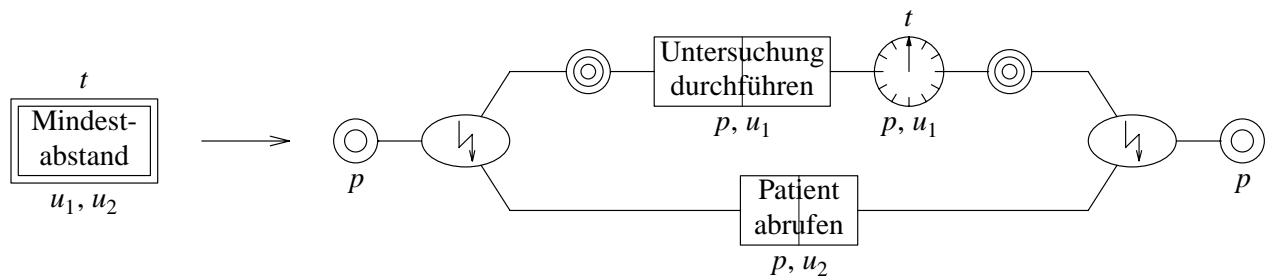 t
Mindest-
abstand
u1, u2
p
t
Untersuchung
durchführen
p, u1
p, u1
Patient
abrufen
p, u2
p